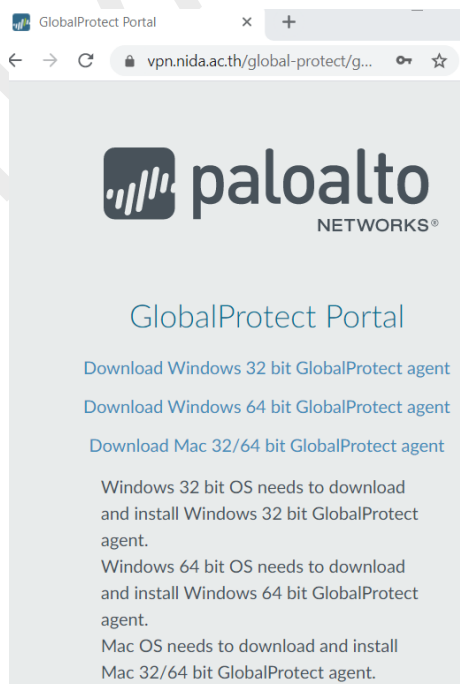 GlobalProtect Portal
vpn.nida.ac.th/global-protect/g...
paloalto
NETWORKS®
GlobalProtect Portal
Download Windows 32 bit GlobalProtect agent
Download Windows 64 bit GlobalProtect agent
Download Mac 32/64 bit GlobalProtect agent
Windows 32 bit OS needs to download
and install Windows 32 bit GlobalProtect
agent.
Windows 64 bit OS needs to download
and install Windows 64 bit GlobalProtect
agent.
Mac OS needs to download and install
Mac 32/64 bit GlobalProtect agent.